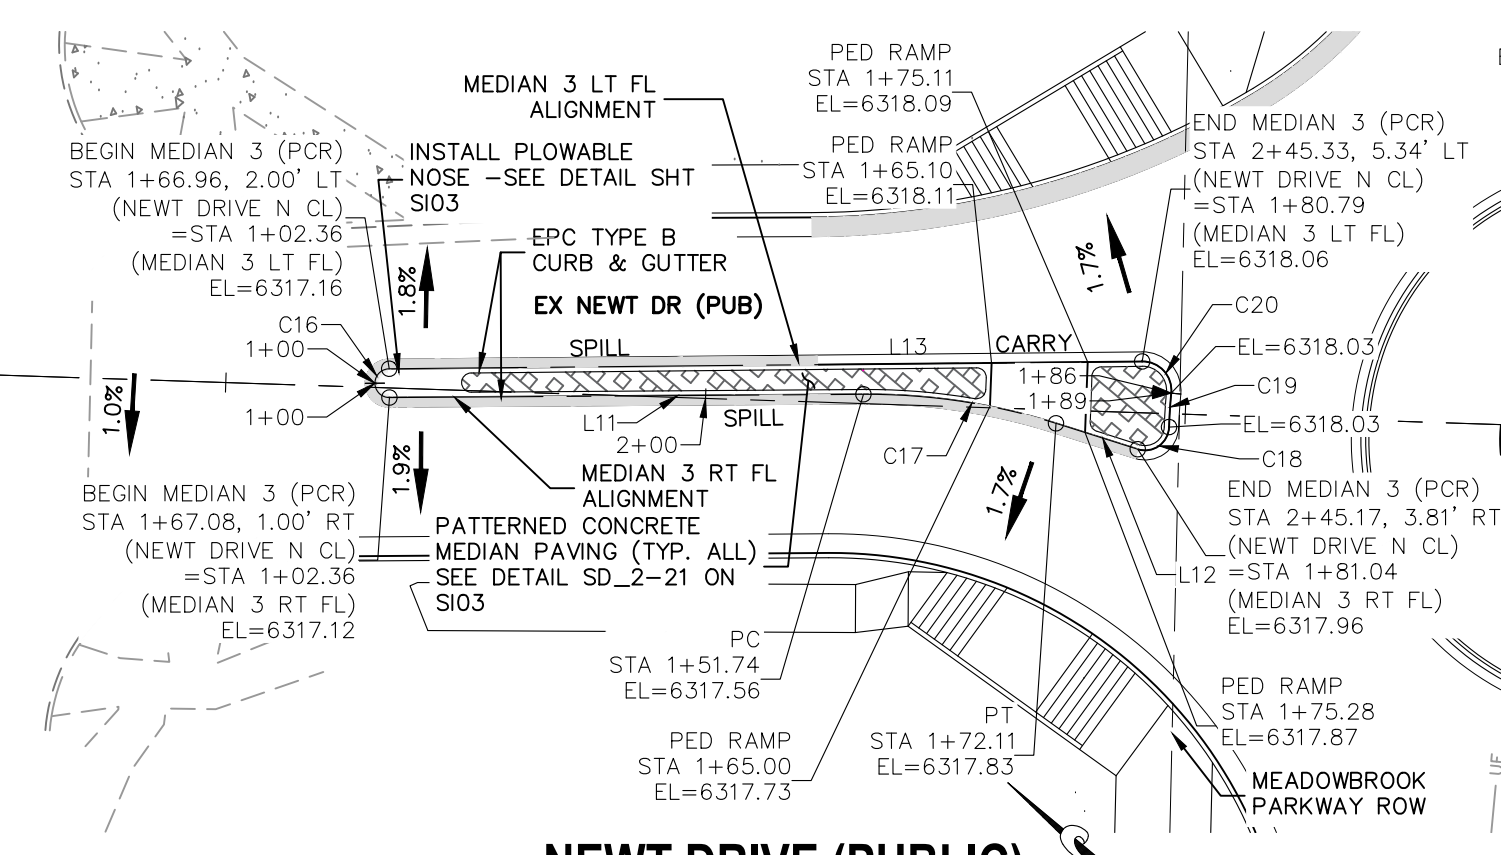 PED RAMP
STA 1+75.11
EL=6318.09
MEDIAN 3 LT FL
ALIGNMENT
PED RAMP
STA 1+65.10
EL=6318.11
END MEDIAN 3 (PCR)
STA 2+45.33, 5.34' LT
(NEWT DRIVE N CL)
=STA 1+80.79
(MEDIAN 3 LT FL)
EL=6318.06
BEGIN MEDIAN 3 (PCR)
STA 1+66.96, 2.00' LT
(NEWT DRIVE N CL)
=STA 1+02.36
(MEDIAN 3 LT FL)
EL=6317.16
INSTALL PLOWABLE
NOSE -SEE DETAIL SHT
SI03
EPC TYPE B
CURB & GUTTER
1.8%
1.7%
EX NEWT DR (PUB)
C16
1+00
SPILL
L13
CARRY
C20
EL=6318.03
1+86
C19
1+89
1.0%
1+00
L11
2+00
SPILL
EL=6318.03
C17
C18
1.9%
MEDIAN 3 RT FL
ALIGNMENT
1.7%
BEGIN MEDIAN 3 (PCR)
STA 1+67.08, 1.00' RT
(NEWT DRIVE N CL)
=STA 1+02.36
(MEDIAN 3 RT FL)
EL=6317.12
PATTERNED CONCRETE
MEDIAN PAVING (TYP. ALL)
SEE DETAIL SD_2-21 ON
SI03
END MEDIAN 3 (PCR)
STA 2+45.17, 3.81' RT
(NEWT DRIVE N CL)
L12
=STA 1+81.04
(MEDIAN 3 RT FL)
EL=6317.96
PC
STA 1+51.74
EL=6317.56
PED RAMP
STA 1+75.28
EL=6317.87
PT
STA 1+72.11
EL=6317.83
PED RAMP
STA 1+65.00
EL=6317.73
MEADOWBROOK
PARKWAY ROW
NEWT DRIVE (PUBLIC)